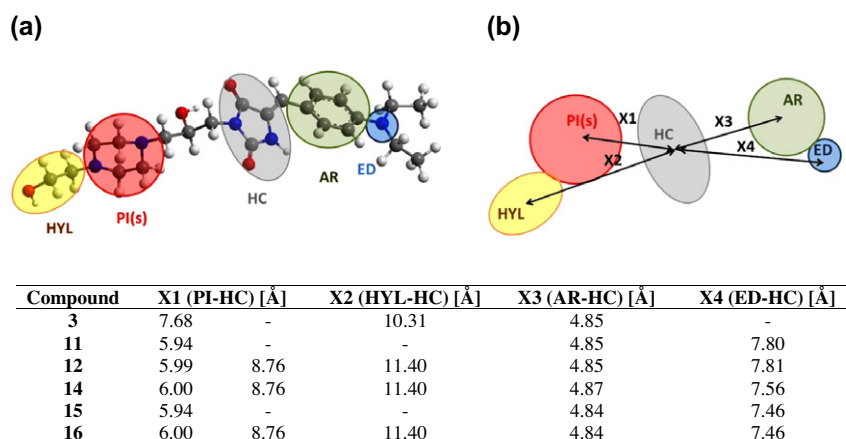 (a)
(b)
HYL
PI(s)
HC
AR
ED
PI(s)
X1
HC
X3
AR
X2
X4
ED
HYL
Compound X1 (PI-HC) [Å] X2 (HYL-HC) [Å] X3 (AR-HC) [Å] X4 (ED-HC) [Å]
3 7.68 - 10.31 4.85 -
11 5.94 - - 4.85 7.80
12 5.99 8.76 11.40 4.85 7.81
14 6.00 8.76 11.40 4.87 7.56
15 5.94 - - 4.84 7.46
16 6.00 8.76 11.40 4.84 7.46